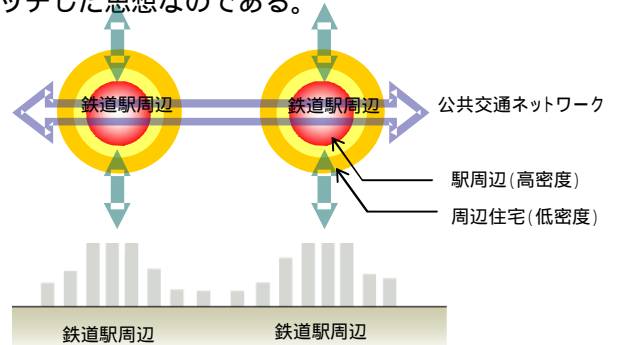 ッチした思想なのである。
鉄道駅周辺
鉄道駅周辺
公共交通ネットワーク
駅周辺(高密度)
周辺住宅(低密度)
鉄道駅周辺
鉄道駅周辺